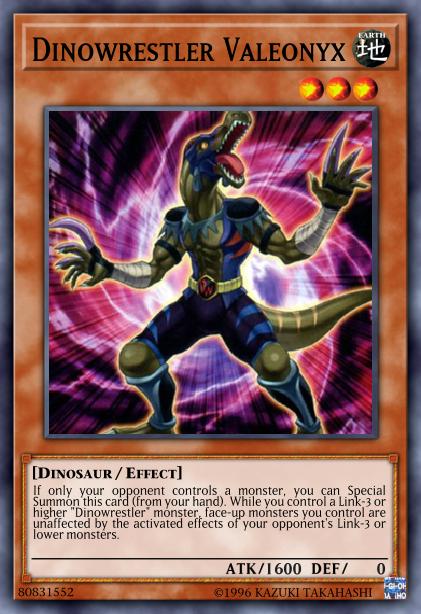 DINOWRESTLER VALEONYX
EARTH
地
[DINOSAUR / EFFECT]
If only your opponent controls a monster, you can Special
Summon this card (from your hand). While you control a Link-3 or
higher "Dinowrestler" monster, face-up monsters you control are
unaffected by the activated effects of your opponent's Link-3 or
lower monsters.
ATK/1600 DEF/ 0
80831552
©1996 KAZUKI TAKAHASHI